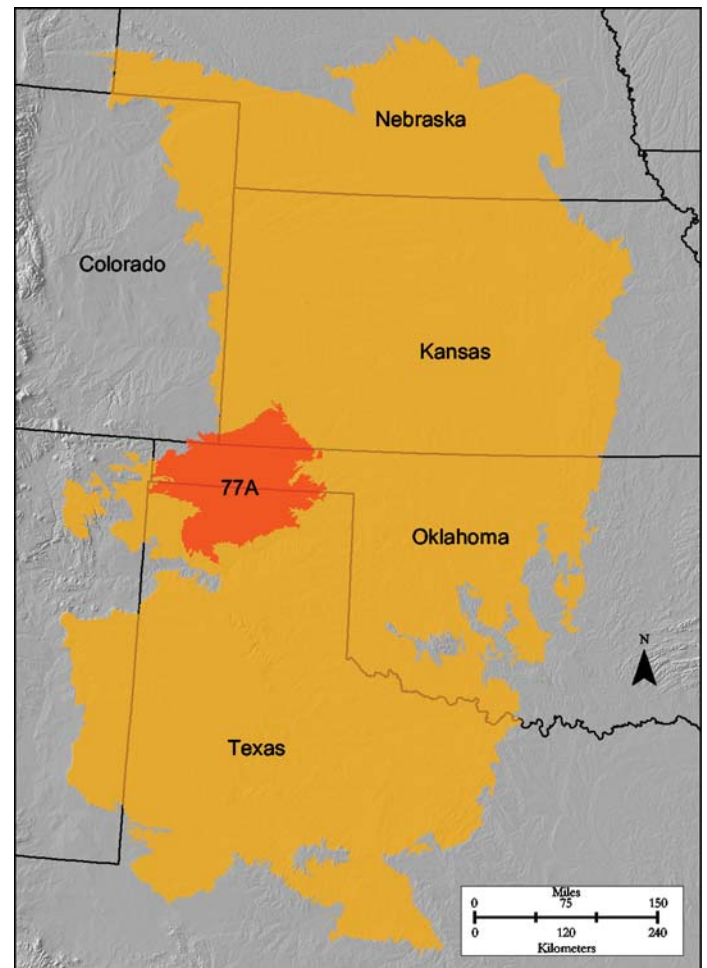 Nebraska
Colorado
Kansas
77A
Oklahoma
N
Texas
Miles
0 75 150
0 120 240
Kilometers